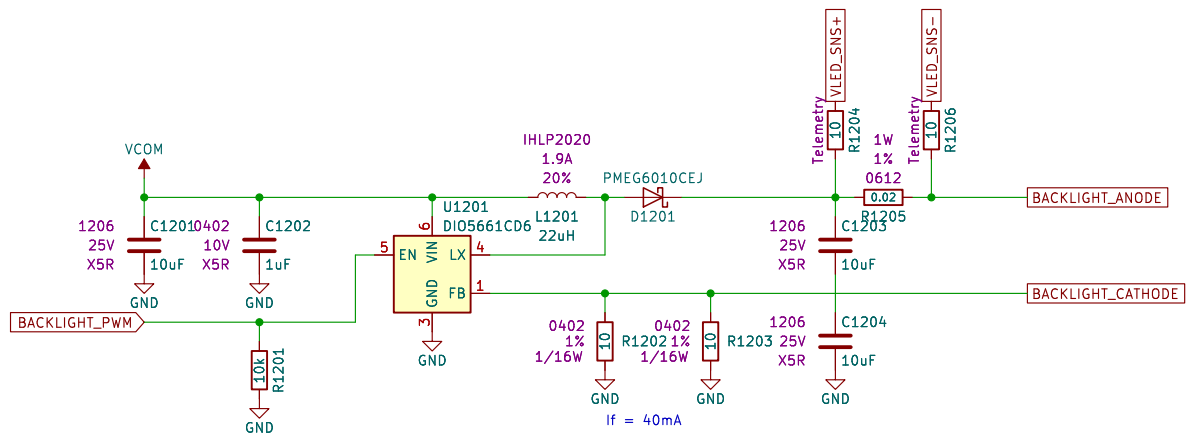 VLED_SNS+
VLED_SNS-
Telemetry
10
R1204
Telemetry
10
R1206
VCOM
IHLP2020
1.9A
20%
L1201
22uH
PMEG6010CEJ
D1201
1W
1%
0612
0.02
R1205
BACKLIGHT_ANODE
1206
25V
X5R
C1201
10uF
GND
0402
10V
X5R
C1202
1uF
GND
U1201
DIO5661CD6
6
VIN
5
EN
LX
4
FB
1
GND
3
GND
1206
25V
X5R
C1203
10uF
BACKLIGHT_CATHODE
BACKLIGHT_PWM
10k
R1201
GND
0402
1%
1/16W
10
R1202
GND
0402
1%
1/16W
10
R1203
GND
1206
25V
X5R
C1204
10uF
GND
If = 40mA